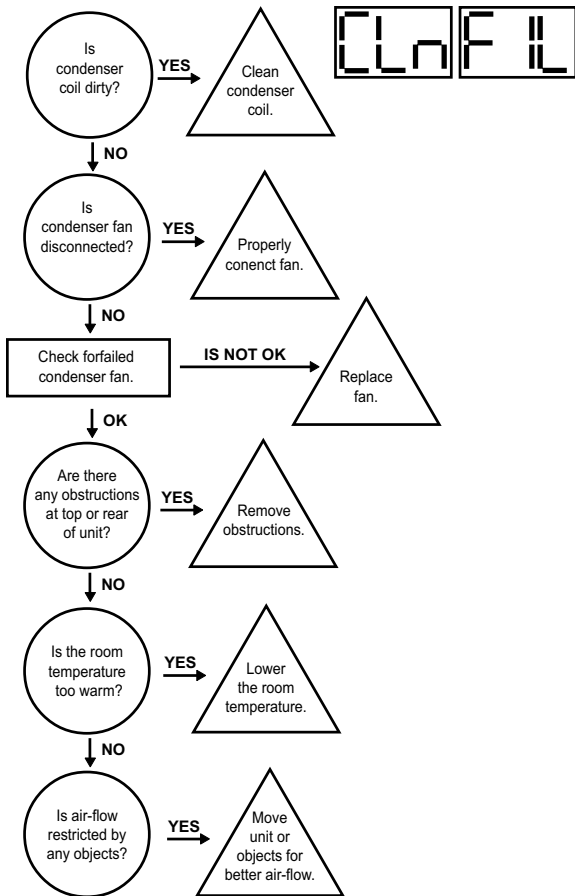 Is
condenser
coil dirty?
YES
Clean
condenser
coil.
CLn
FIL
NO
Is
condenser fan
disconnected?
YES
Properly
conenct fan.
NO
Check forfailed
condenser fan.
IS NOT OK
Replace
fan.
OK
Are there
any obstructions
at top or rear
of unit?
YES
Remove
obstructions.
NO
Is the room
temperature
too warm?
YES
Lower
the room
temperature.
NO
Is air-flow
restricted by
any objects?
YES
Move
unit or
objects for
better air-flow.